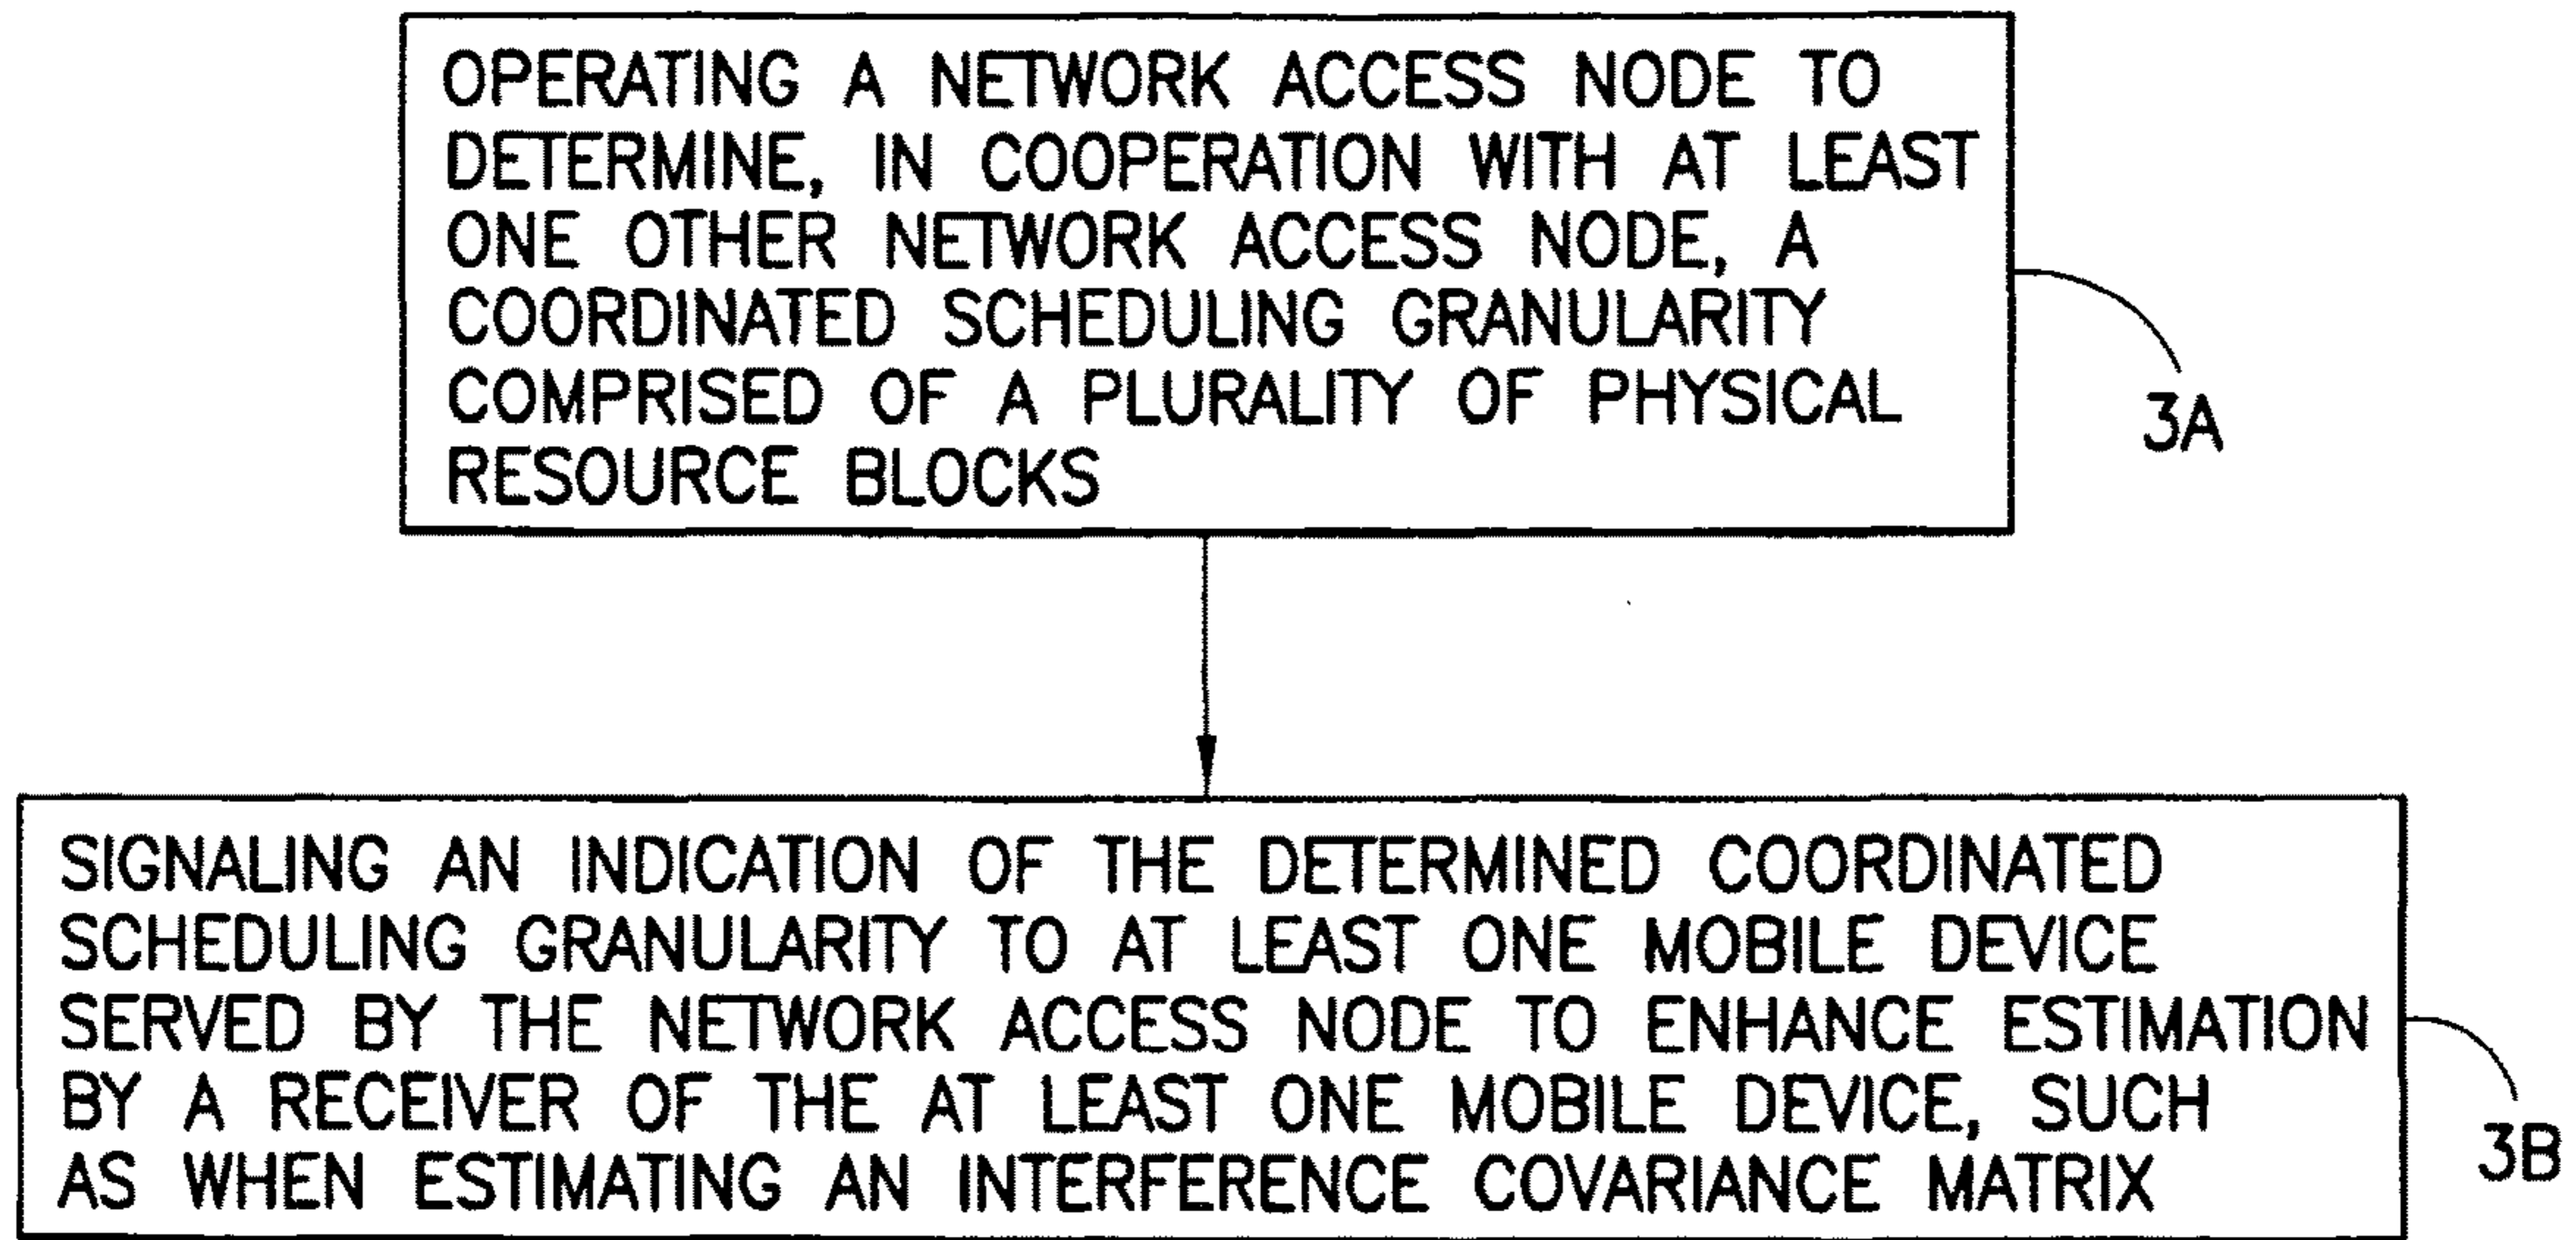 OPERATING A NETWORK ACCESS NODE TO
DETERMINE, IN COOPERATION WITH AT LEAST
ONE OTHER NETWORK ACCESS NODE, A
COORDINATED SCHEDULING GRANULARITY
COMPRISED OF A PLURALITY OF PHYSICAL
RESOURCE BLOCKS
3A
SIGNALING AN INDICATION OF THE DETERMINED COORDINATED
SCHEDULING GRANULARITY TO AT LEAST ONE MOBILE DEVICE
SERVED BY THE NETWORK ACCESS NODE TO ENHANCE ESTIMATION
BY A RECEIVER OF THE AT LEAST ONE MOBILE DEVICE, SUCH
AS WHEN ESTIMATING AN INTERFERENCE COVARIANCE MATRIX
3B